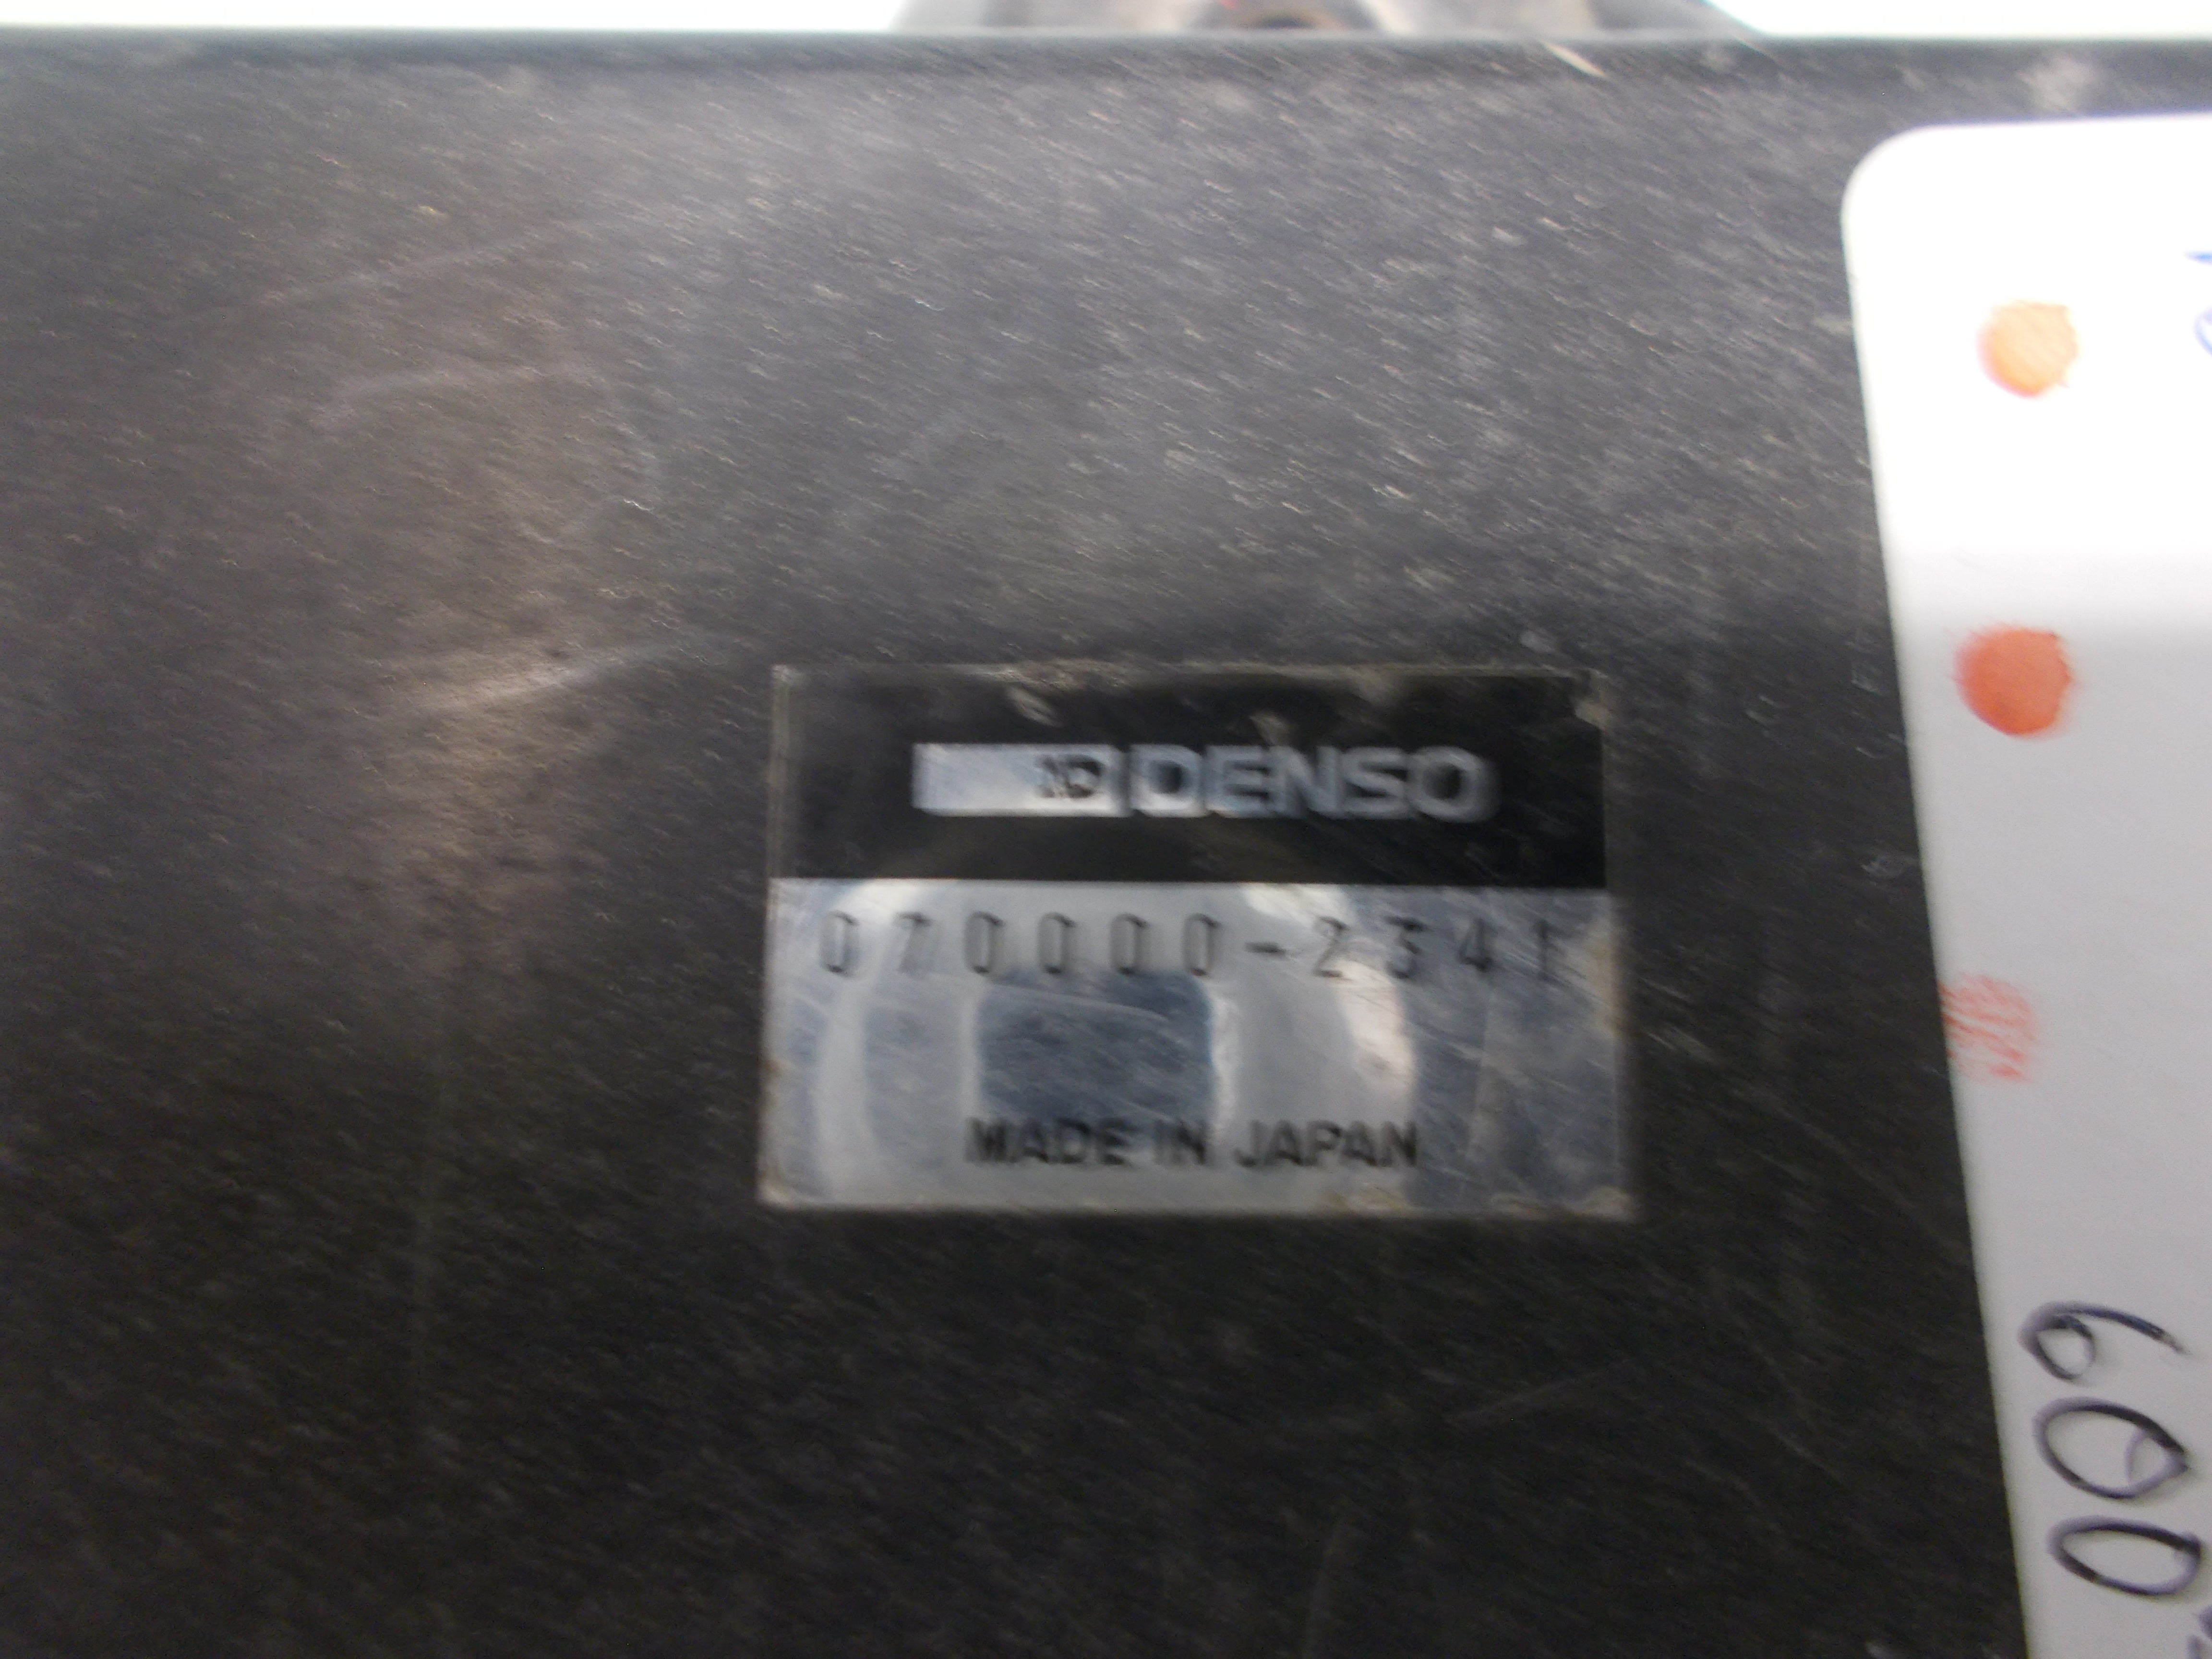 ND DENSO
070000-2341
MADE IN JAPAN
600